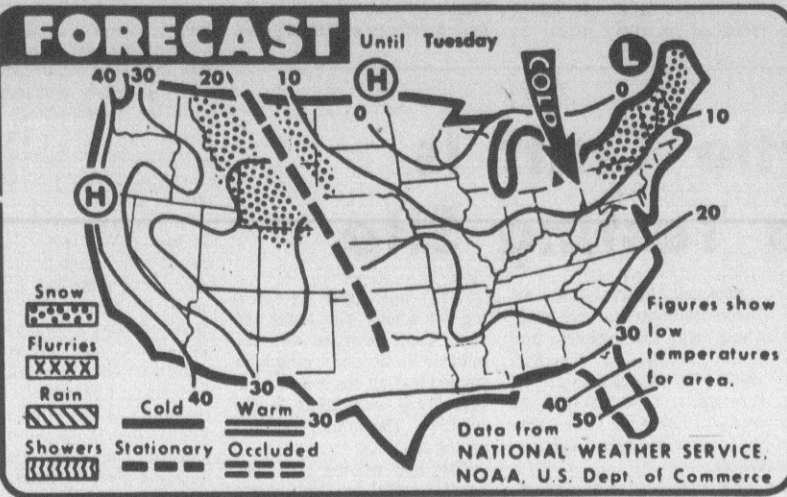 FORECAST Until Tuesday
40 30 20 10 H L
0 COLD 0
10
H
20
Snow
Flurries
Rain
Showers
Cold Warm
Stationary Occluded
40 30 30
30
40
50
Figures show
low
temperatures
for area.
Data from
NATIONAL WEATHER SERVICE,
NOAA, U.S. Dept. of Commerce